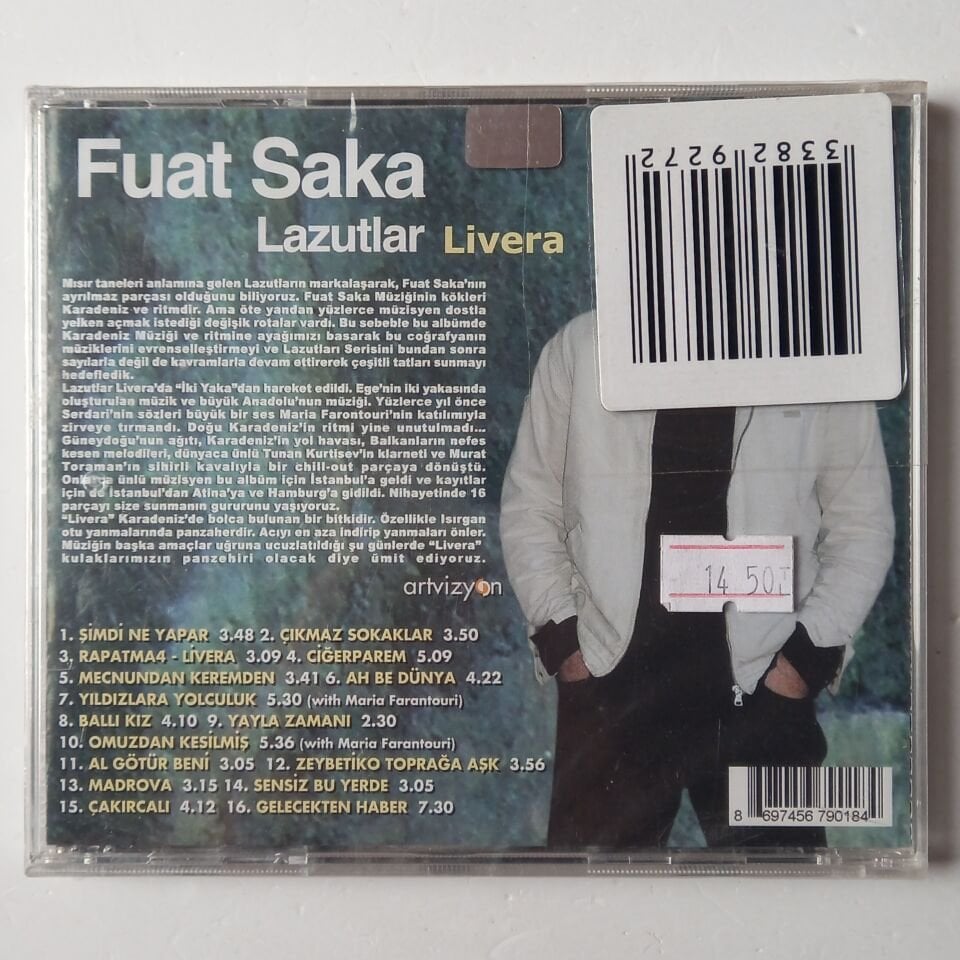 Fuat Saka
Lazutlar Livera
33829272
Mısır taneleri anlamına gelen Lazutların markalaşarak, Fuat Saka'nın
ayrılmaz parçası olduğunu biliyoruz. Fuat Saka Müziğinin kökleri
Karadeniz ve ritmdir. Ama öte yandan yüzlerce müzisyen dostla
yelken açmak istediği değişik rotalar vardı. Bu sebeble bu albümde
Karadeniz Müziği ve ritmine ayağımızı basarak bu coğrafyanın
müziklerini evrenselleştirmeyi ve Lazutları Serisini bundan sonra
sayılarla değil de kavramlarla devam ettirerek çeşitli tatları sunmayı
hedefledik.
Lazutlar Livera'da "İki Yaka"dan hareket edildi. Ege'nin iki yakasında
oluşturulan müzik ve büyük Anadolu'nun müziği. Yüzlerce yıl önce
Serdari'nin sözleri büyük bir ses Maria Farontouri'nin katılımıyla
zirveye tırmandı. Doğu Karadeniz'in ritmi yine unutulmadı...
Güneydoğu'nun ağıtı, Karadeniz'in yol havası, Balkanların nefes
kesen melodileri, dünyaca ünlü Tunan Kurtisev'in klarneti ve Murat
Toraman'ın sihirli kavalıyla bir chill-out parçaya dönüştü.
ünlü müzisyen bu albüm için İstanbul'a geldi ve kayıtlar
için de İstanbul'dan Atina'ya ve Hamburg'a gidildi. Nihayetinde 16
parçayı size sunmanın gururunu yaşıyoruz.
"Livera" Karadeniz'de bolca bulunan bir bitkidir. Özellikle Isırgan
otu yanmalarında panzaherdir. Acıyı en aza indirip yanmaları önler.
Müziğin başka amaçlar uğruna ucuzlatıldığı şu günlerde "Livera"
kulaklarımızın panzehiri olacak diye ümit ediyoruz.
artvizyon
14 50T
1. ŞİMDİ NE YAPAR 3.48 2. ÇIKMAZ SOKAKLAR 3.50
3, RAPATMA4 - LİVERA 3.09 4. CİĞERPAREM 5.09
5. MECNUNDAN KEREMDEN 3.41 6. AH BE DÜNYA 4.22
7. YILDIZLARA YOLCULUK 5.30 (with Maria Farantouri)
8. BALLI KIZ 4.10 9. YAYLA ZAMANI 2.30
10. OMUZDAN KESİLMİŞ 5.36 (with Maria Farantouri)
11. AL GÖTÜR BENİ 3.05 12. ZEYBETİKO TOPRAĞA AŞK 3.56
13. MADROVA 3.15 14. SENSİZ BU YERDE 3.05
15. ÇAKIRCALI 4.12 16. GELECEKTEN HABER 7.30
8 697456 790184